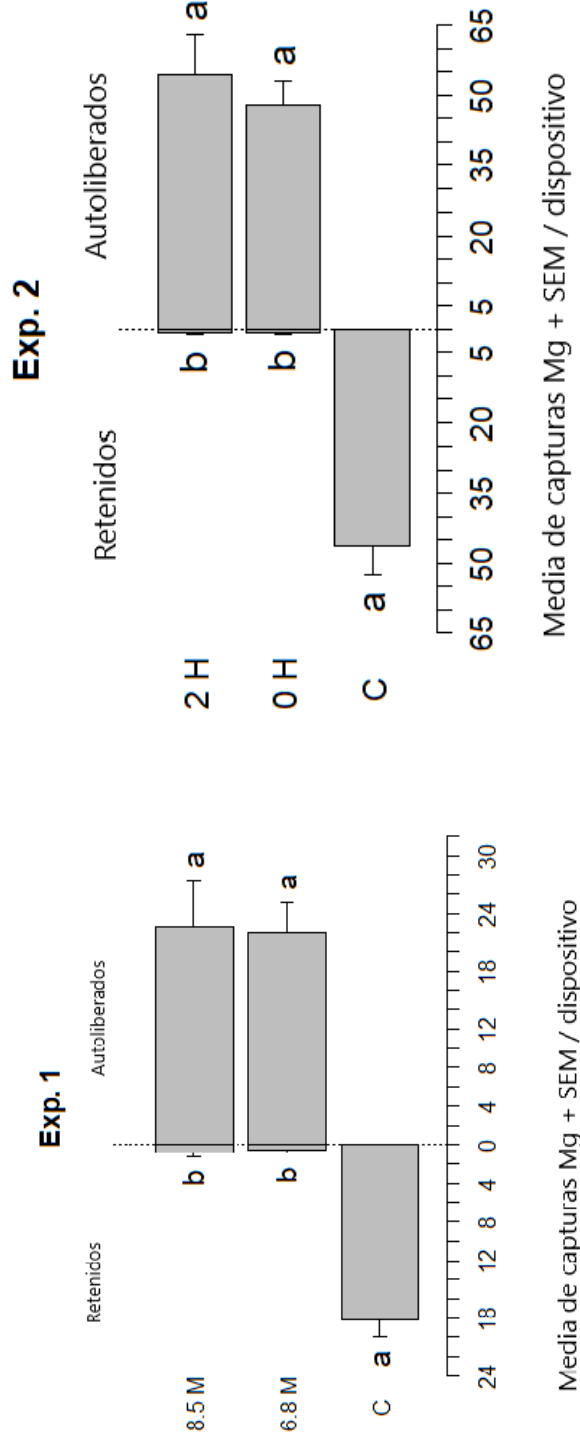 Exp. 1
Retenidos Autoliberados
8.5 M b a
6.8 M b a
C a
24 18 12 8 4 0 4 8 12 18 24 30
Media de capturas Mg + SEM / dispositivo
Exp. 2
Retenidos Autoliberados
2 H b a
0 H b a
C a
65 50 35 20 5 5 20 35 50 65
Media de capturas Mg + SEM / dispositivo